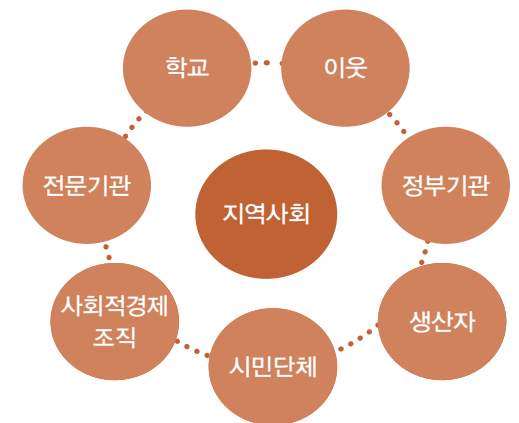 학교
이웃
전문기관
지역사회
정부기관
사회적경제
조직
시민단체
생산자